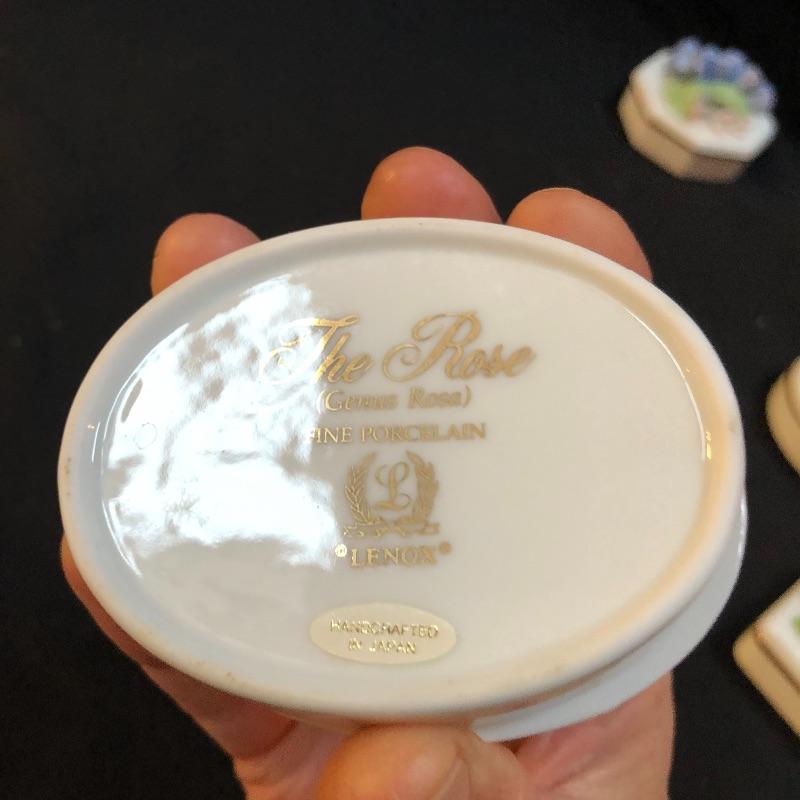 The Rose
(Genus Rosa)
FINE PORCELAIN
L
©LENOX®
HANDCRAFTED
IN JAPAN